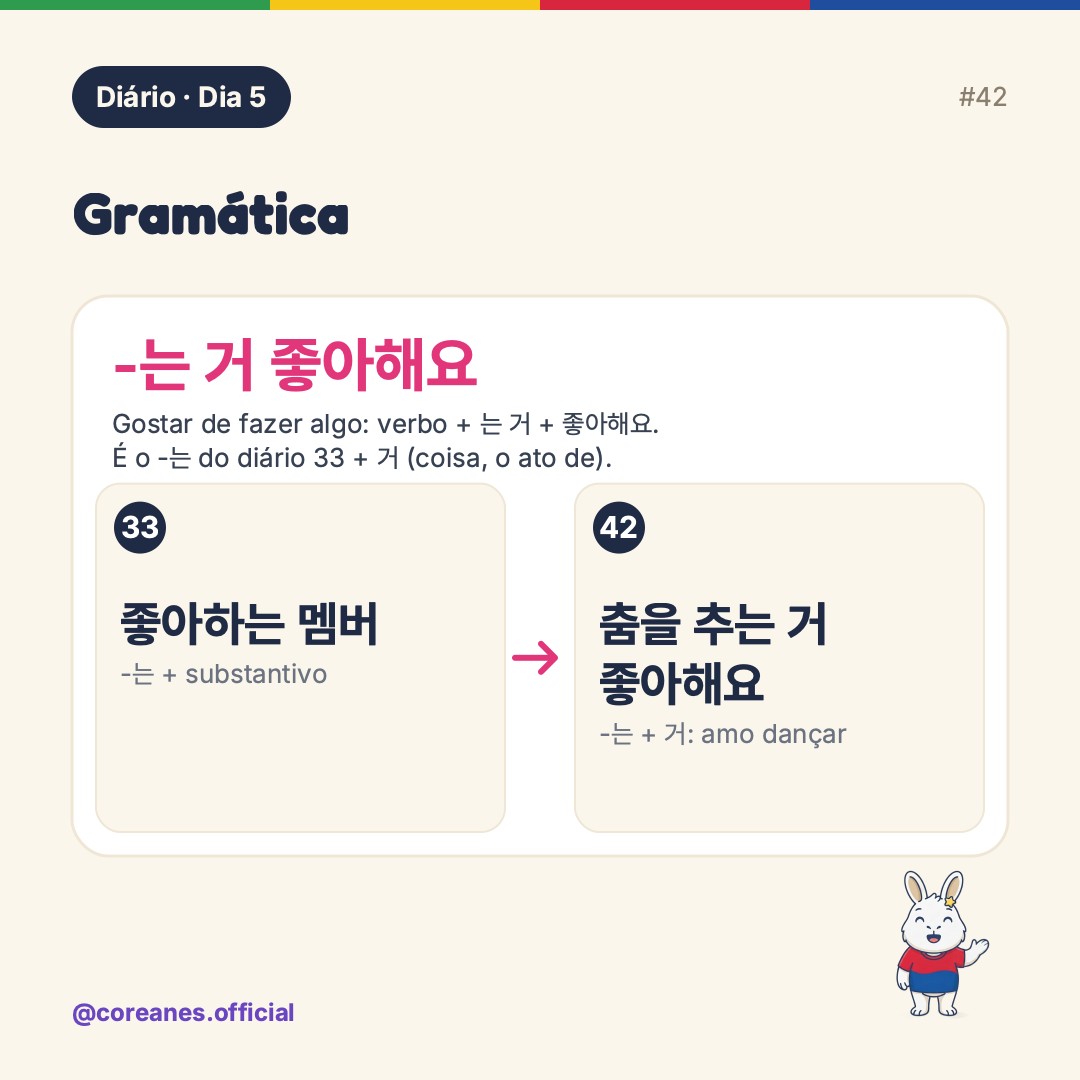 Diário · Dia 5
#42
Gramática
-는 거 좋아해요
Gostar de fazer algo: verbo + 는 거 + 좋아해요.
É o -는 do diário 33 + 거 (coisa, o ato de).
33
좋아하는 멤버
-는 + substantivo
→
42
춤을 추는 거
좋아해요
-는 + 거: amo dançar
@coreanes.official